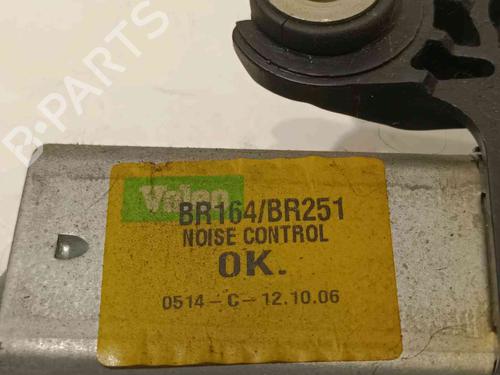 B-PARTS
Valeo
BR164/BR251
NOISE CONTROL
OK.
0514-C-12.10.06